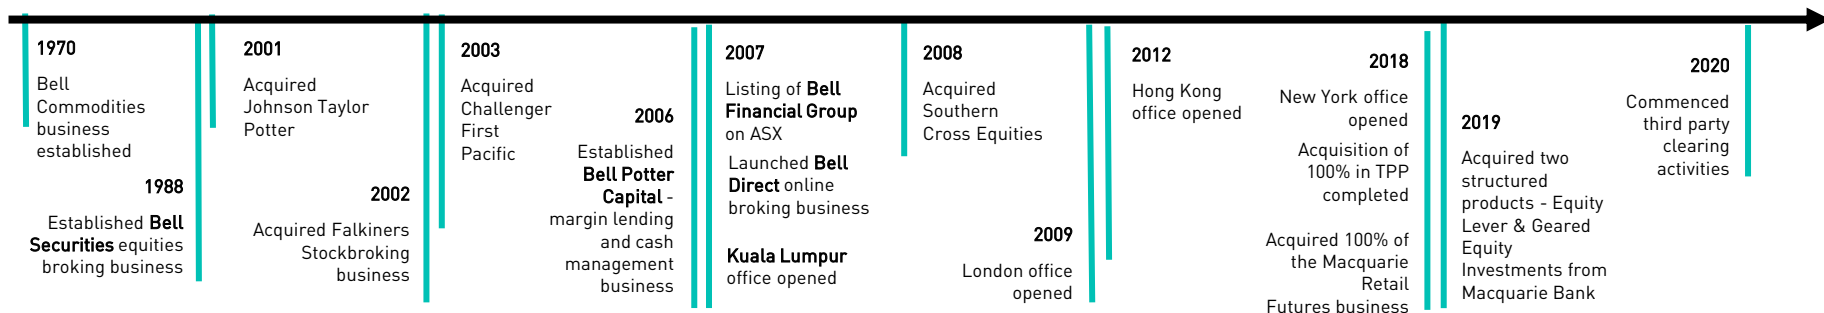 1970
Bell
Commodities
business
established
1988
Established Bell
Securities equities
broking business
2001
Acquired
Johnson Taylor
Potter
2002
Acquired Falkiners
Stockbroking
business
2003
Acquired
Challenger
First
Pacific
2006
Established
Bell Potter
Capital -
margin lending
and cash
management
business
2007
Listing of Bell
Financial Group
on ASX
Launched Bell
Direct online
broking business
Kuala Lumpur
office opened
2008
Acquired
Southern
Cross Equities
2009
London office
opened
2012
Hong Kong
office opened
2018
New York office
opened
Acquisition of
100% in TPP
completed
Acquired 100% of
the Macquarie
Retail
Futures business
2019
Acquired two
structured
products - Equity
Lever & Geared
Equity
Investments from
Macquarie Bank
2020
Commenced
third party
clearing
activities